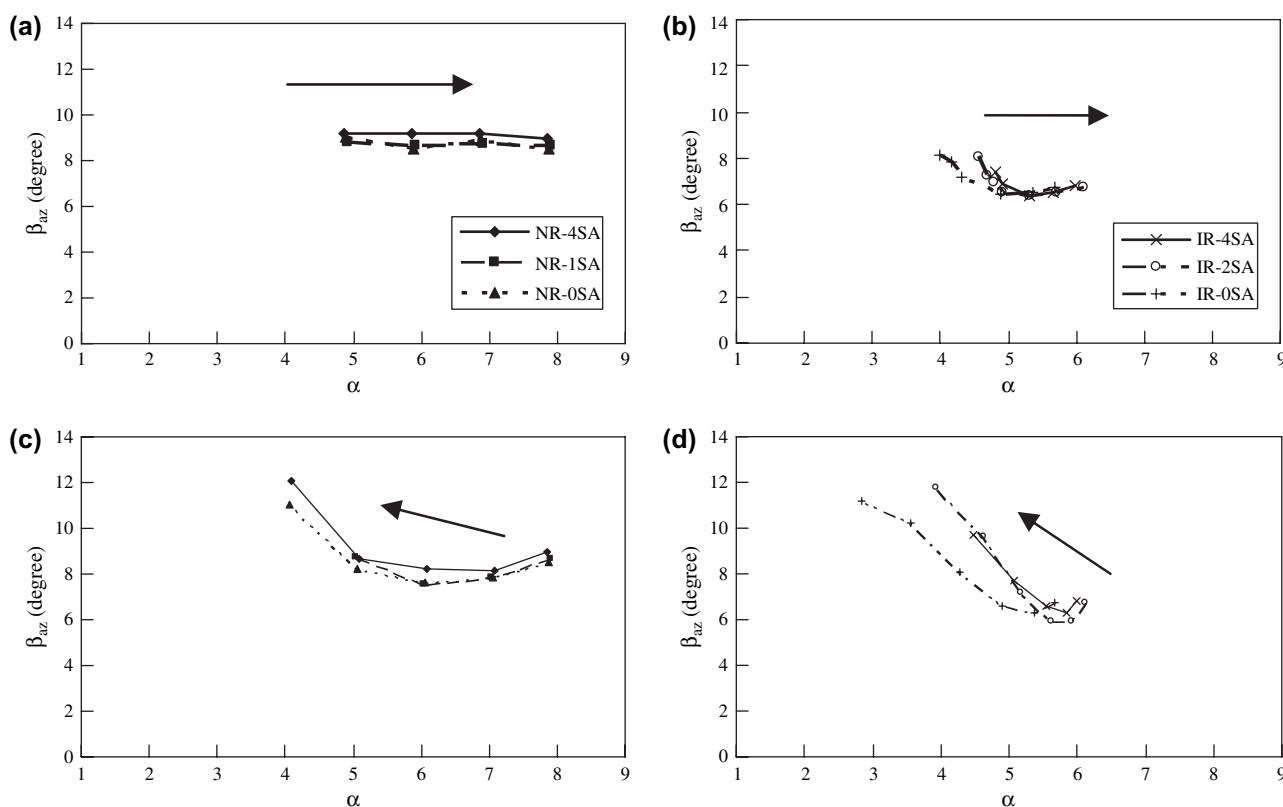 (a)
14
12
10
8
6
4
2
0
β_az (degree)
NR-4SA
NR-1SA
NR-0SA
1 2 3 4 5 6 7 8 9
α
(b)
14
12
10
8
6
4
2
0
β_az (degree)
IR-4SA
IR-2SA
IR-0SA
1 2 3 4 5 6 7 8 9
α
(c)
14
12
10
8
6
4
2
0
β_az (degree)
1 2 3 4 5 6 7 8 9
α
(d)
14
12
10
8
6
4
2
0
β_az (degree)
1 2 3 4 5 6 7 8 9
α